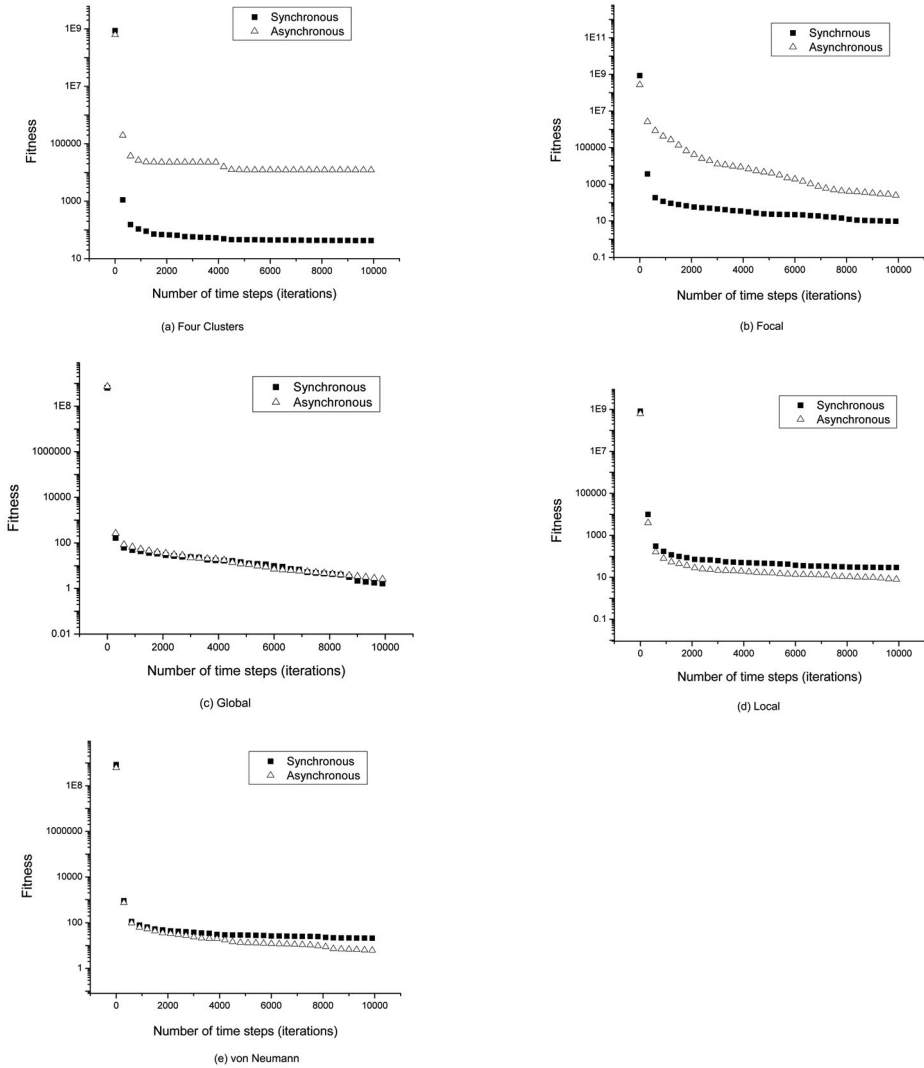 Synchronous
Asynchronous
1E9
1E7
100000
1000
10
Fitness
0
2000
4000
6000
8000
10000
Number of time steps (iterations)
(a) Four Clusters
Synchrnous
Asynchronous
1E11
1E9
1E7
100000
1000
10
0.1
Fitness
0
2000
4000
6000
8000
10000
Number of time steps (iterations)
(b) Focal
Synchronous
Asynchronous
1E8
1000000
10000
100
1
0.01
Fitness
0
2000
4000
6000
8000
10000
Number of time steps (iterations)
(c) Global
Synchronous
Asynchronous
1E9
1E7
100000
1000
10
0.1
Fitness
0
2000
4000
6000
8000
10000
Number of time steps (iterations)
(d) Local
Synchronous
Asynchronous
1E8
1000000
10000
100
1
Fitness
0
2000
4000
6000
8000
10000
Number of time steps (iterations)
(e) von Neumann